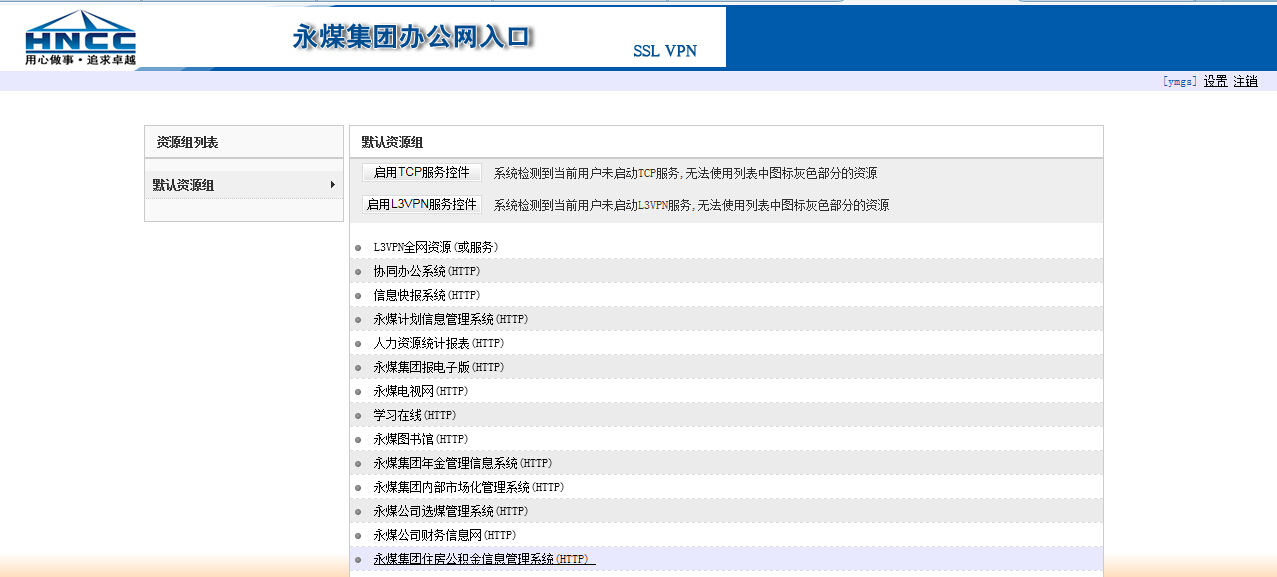 HNCC
用心做事·追求卓越
永煤集团办公网入口
SSL VPN
[ymgs] 设置 注销
资源组列表
默认资源组
默认资源组
启用TCP服务控件 系统检测到当前用户未启动TCP服务,无法使用列表中图标灰色部分的资源
启用L3VPN服务控件 系统检测到当前用户未启动L3VPN服务,无法使用列表中图标灰色部分的资源
L3VPN全网资源(或服务)
协同办公系统(HTTP)
信息快报系统(HTTP)
永煤计划信息管理系统(HTTP)
人力资源统计报表(HTTP)
永煤集团报电子版(HTTP)
永煤电视网(HTTP)
学习在线(HTTP)
永煤图书馆(HTTP)
永煤集团年金管理信息系统(HTTP)
永煤集团内部市场化管理系统(HTTP)
永煤公司选煤管理系统(HTTP)
永煤公司财务信息网(HTTP)
永煤集团住房公积金信息管理系统(HTTP)